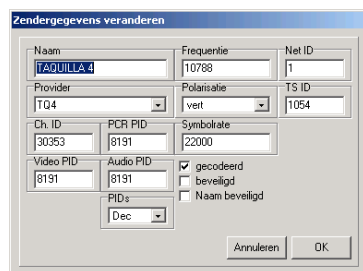 Zendergegevens veranderen
Naam Frequentie Net ID
TAQUILLA 4 10788 1
Provider Polarisatie TS ID
TQ4 vert 1054
Ch. ID PCR PID Symbolrate
30353 8191 22000
Video PID Audio PID gecodeerd
8191 8191 beveiligd
PIDs Naam beveiligd
Dec
Annuleren OK